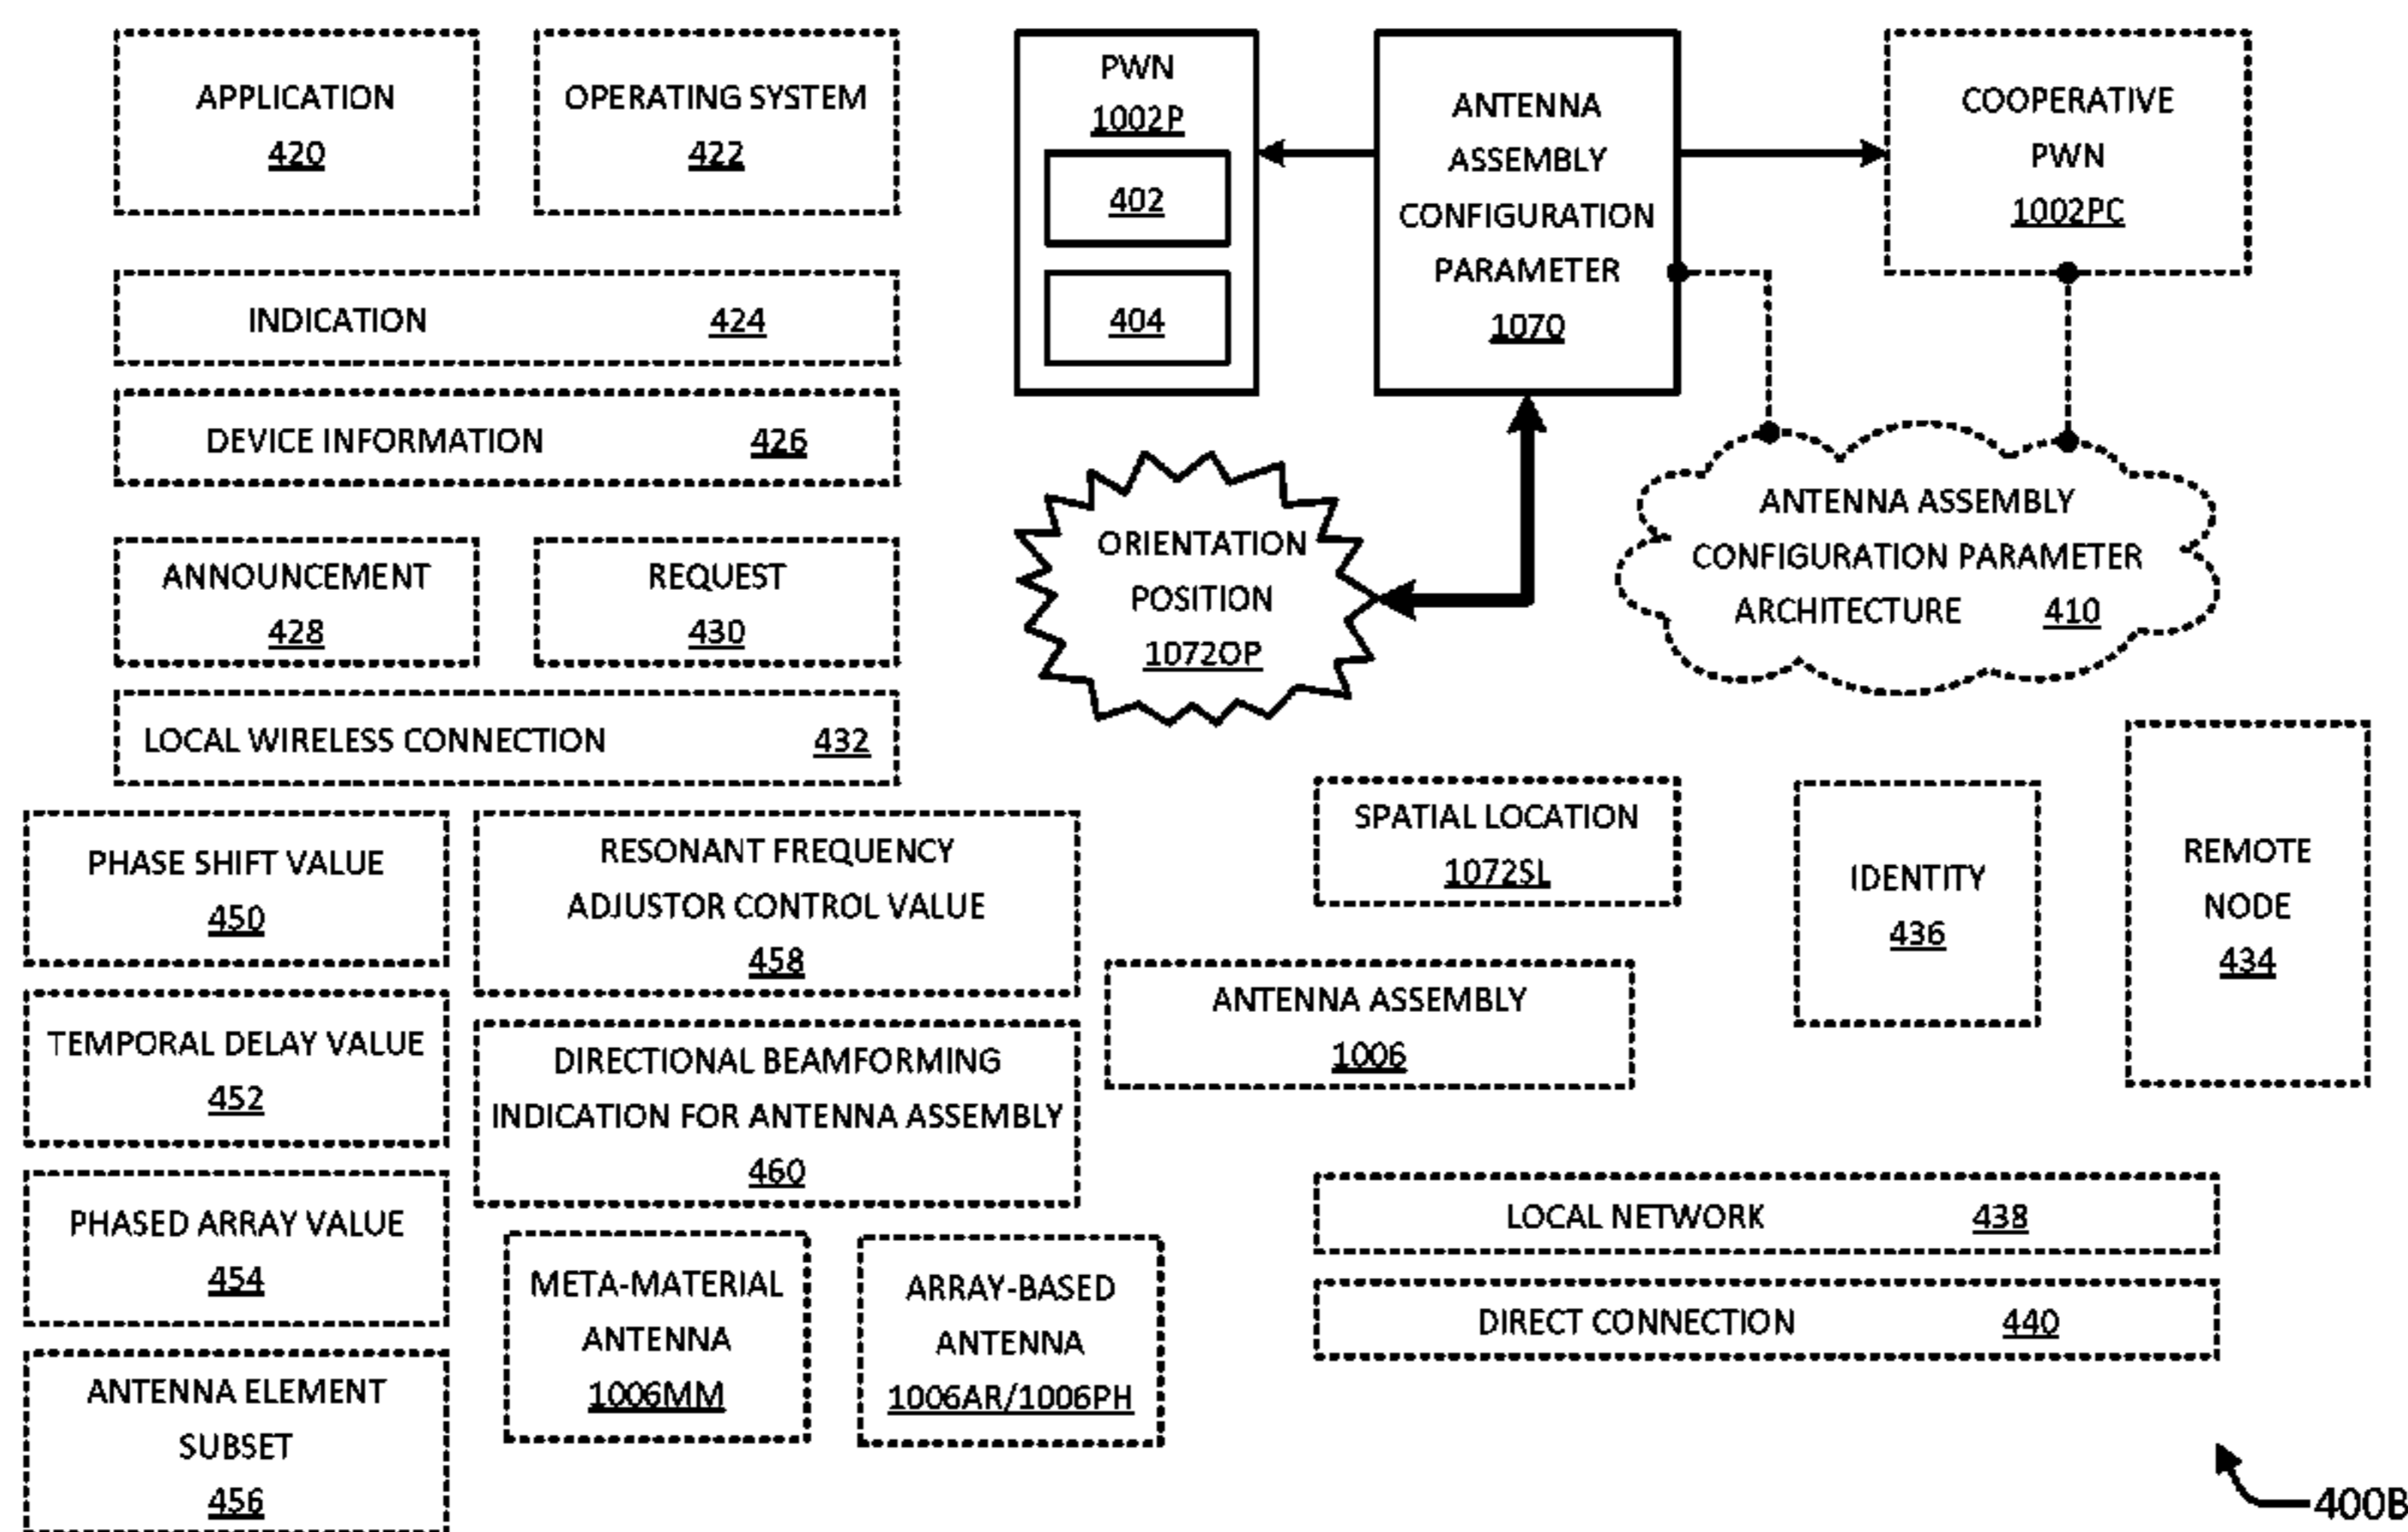 APPLICATION
420
OPERATING SYSTEM
422
PWN
1002P
402
404
ANTENNA
ASSEMBLY
CONFIGURATION
PARAMETER
1070
COOPERATIVE
PWN
1002PC
INDICATION 424
DEVICE INFORMATION 426
ANNOUNCEMENT
428
REQUEST
430
LOCAL WIRELESS CONNECTION 432
ORIENTATION
POSITION
1072OP
ANTENNA ASSEMBLY
CONFIGURATION PARAMETER
ARCHITECTURE 410
PHASE SHIFT VALUE
450
RESONANT FREQUENCY
ADJUSTOR CONTROL VALUE
458
SPATIAL LOCATION
1072SL
IDENTITY
436
REMOTE
NODE
434
TEMPORAL DELAY VALUE
452
DIRECTIONAL BEAMFORMING
INDICATION FOR ANTENNA ASSEMBLY
460
ANTENNA ASSEMBLY
1006
PHASED ARRAY VALUE
454
META-MATERIAL
ANTENNA
1006MM
ARRAY-BASED
ANTENNA
1006AR/1006PH
LOCAL NETWORK 438
DIRECT CONNECTION 440
ANTENNA ELEMENT
SUBSET
456
400B